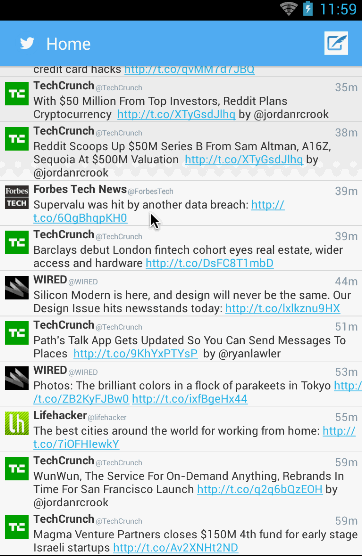 11:59
Home
credit card hacks http://t.co/qvMM7d7JBQ
TechCrunch @TechCrunch 35m
With $50 Million From Top Investors, Reddit Plans
Cryptocurrency http://t.co/XTyGsdJlhq by @jordanrcrook
TechCrunch @TechCrunch 38m
Reddit Scoops Up $50M Series B From Sam Altman, A16Z,
Sequoia At $500M Valuation http://t.co/XTyGsdJlhq by
@jordanrcrook
Forbes TECH
Forbes Tech News @ForbesTech 39m
Supervalu was hit by another data breach: http://
t.co/6QgBhqpKH0
TechCrunch @TechCrunch 39m
Barclays debut London fintech cohort eyes real estate, wider
access and hardware http://t.co/DsFC8T1mbD
WIRED @WIRED 44m
Silicon Modern is here, and design will never be the same. Our
Design Issue hits newsstands today: http://t.co/lxlkznu9HX
TechCrunch @TechCrunch 51m
Path's Talk App Gets Updated So You Can Send Messages To
Places http://t.co/9KhYxPTYsP by @ryanlawler
WIRED @WIRED 53m
Photos: The brilliant colors in a flock of parakeets in Tokyo http:/
/t.co/ZB2KyFJBw0 http://t.co/ixfBgeHx44
lh
Lifehacker @lifehacker 55m
The best cities around the world for working from home: http://
t.co/7iOFHIewkY
TechCrunch @TechCrunch 59m
WunWun, The Service For On-Demand Anything, Rebrands In
Time For San Francisco Launch http://t.co/q2q6bQzEOH by
@jordanrcrook
TechCrunch @TechCrunch 59m
Magma Venture Partners closes $150M 4th fund for early stage
Israeli startups http://t.co/Av2XNHt2ND